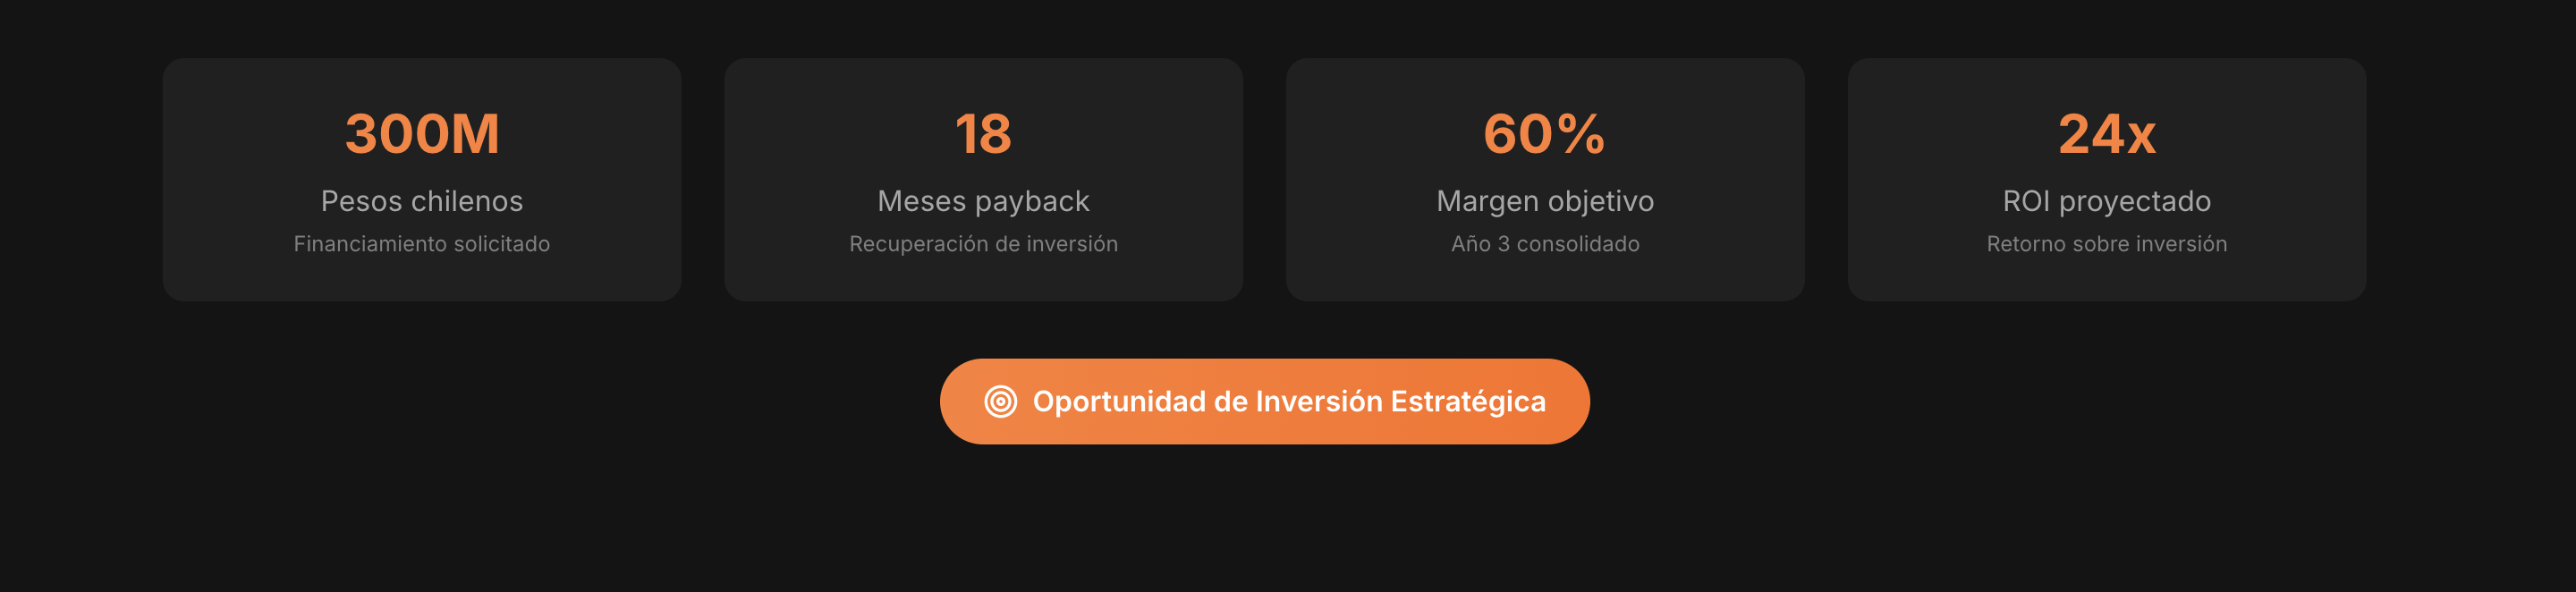 300M
Pesos chilenos
Financiamiento solicitado
18
Meses payback
Recuperación de inversión
60%
Margen objetivo
Año 3 consolidado
24x
ROI proyectado
Retorno sobre inversión
Oportunidad de Inversión Estratégica